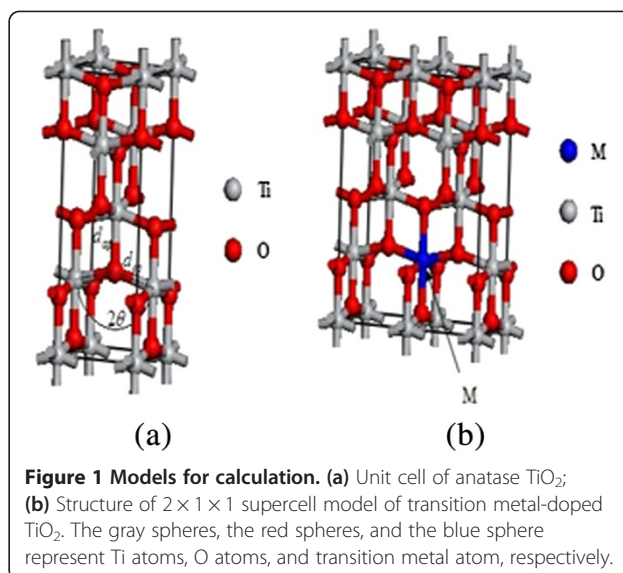 Ti
O
d_ap
2θ
(a)
M
Ti
O
M
(b)
Figure 1 Models for calculation. (a) Unit cell of anatase TiO₂;
(b) Structure of 2 × 1 × 1 supercell model of transition metal-doped
TiO₂. The gray spheres, the red spheres, and the blue sphere
represent Ti atoms, O atoms, and transition metal atom, respectively.